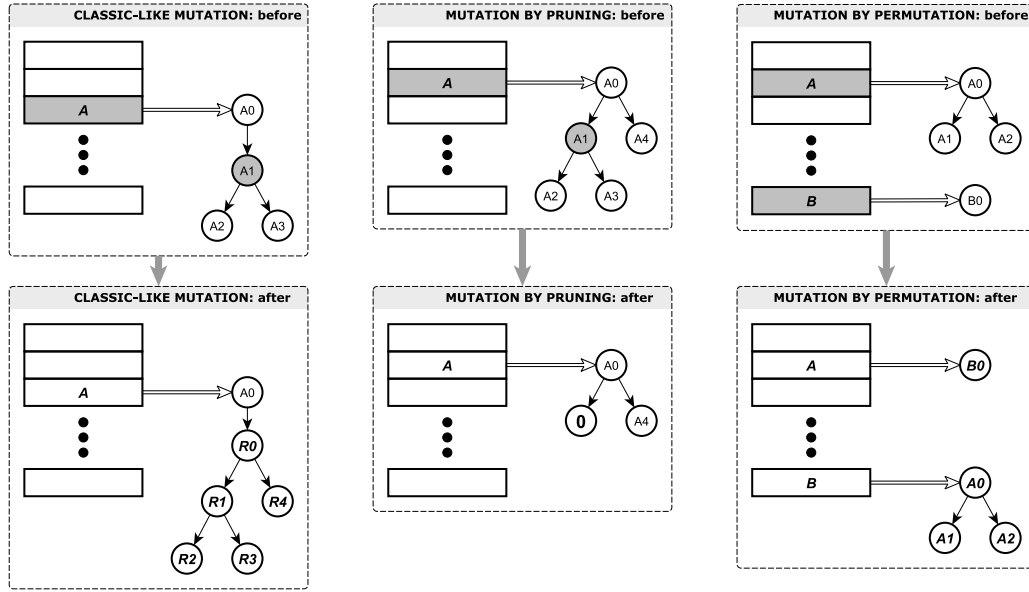 CLASSIC-LIKE MUTATION: before
A
A0
A1
A2
A3
MUTATION BY PRUNING: before
A
A0
A1
A4
A2
A3
MUTATION BY PERMUTATION: before
A
A0
A1
A2
B
B0
CLASSIC-LIKE MUTATION: after
A
A0
R0
R1
R4
R2
R3
MUTATION BY PRUNING: after
A
A0
0
A4
MUTATION BY PERMUTATION: after
A
B0
B
A0
A1
A2